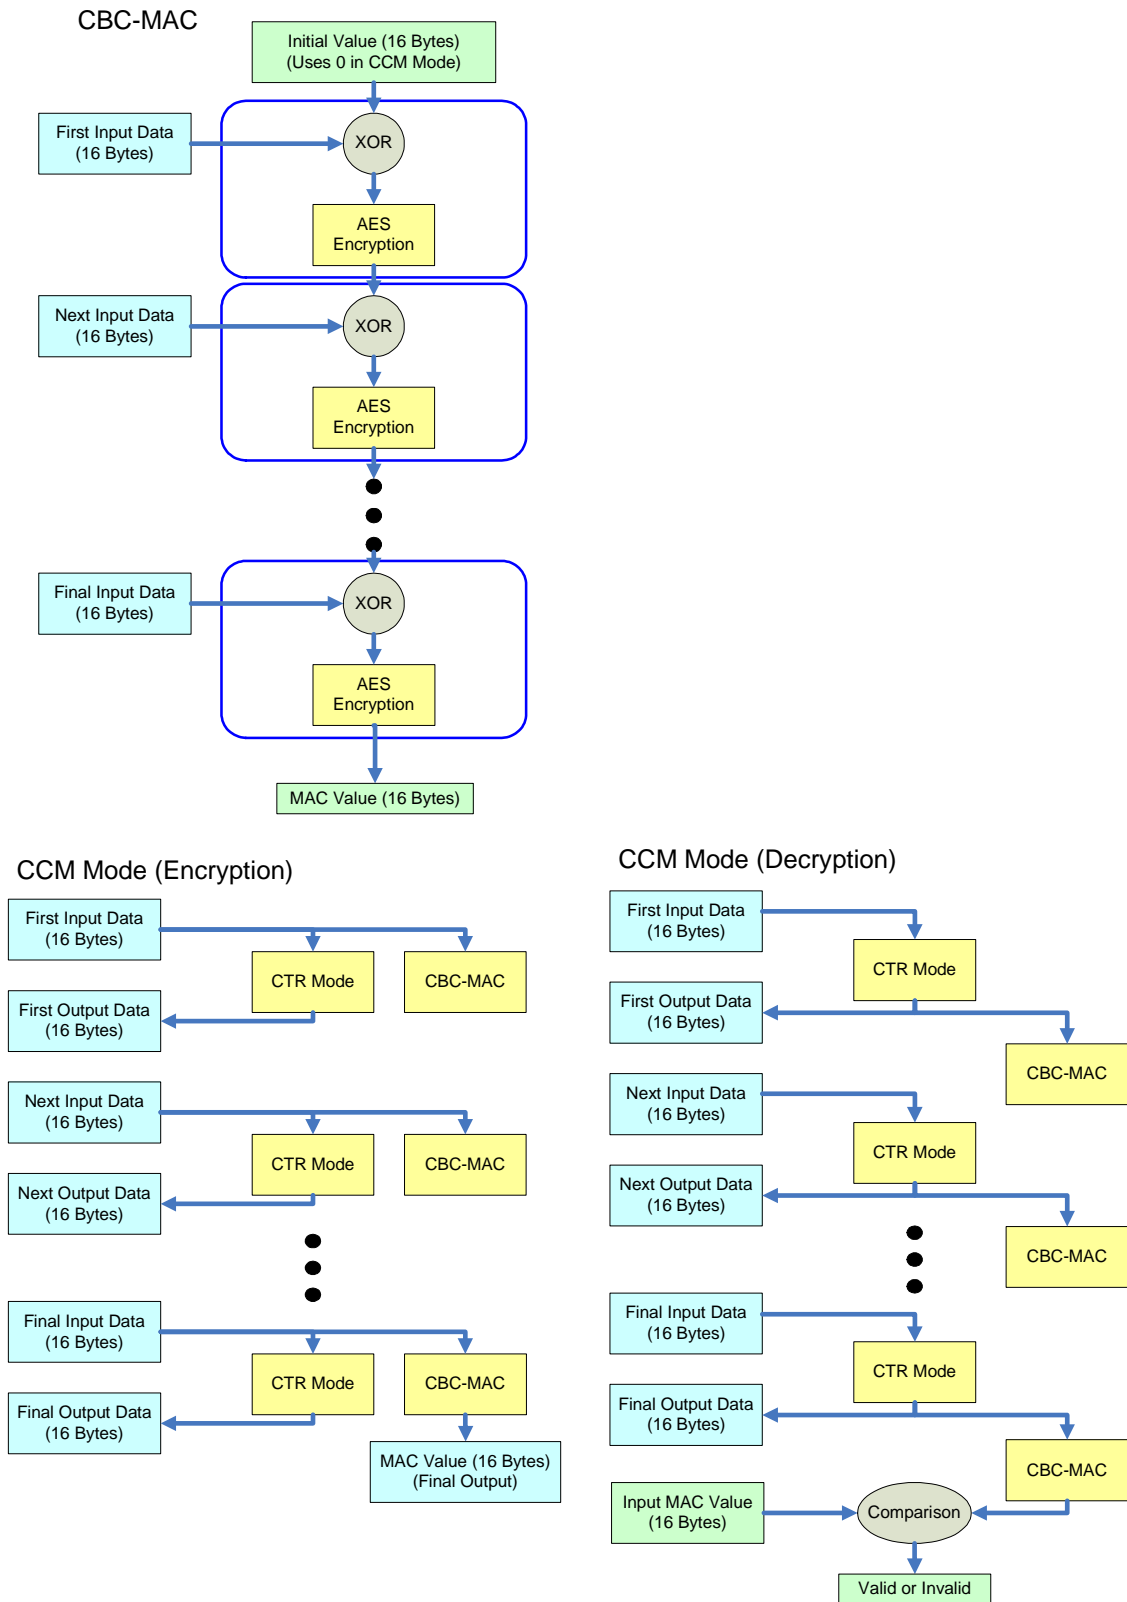 CBC-MAC
Initial Value (16 Bytes)
(Uses 0 in CCM Mode)
First Input Data
(16 Bytes)
XOR
AES
Encryption
Next Input Data
(16 Bytes)
XOR
AES
Encryption
Final Input Data
(16 Bytes)
XOR
AES
Encryption
MAC Value (16 Bytes)
CCM Mode (Encryption)
First Input Data
(16 Bytes)
CTR Mode
CBC-MAC
First Output Data
(16 Bytes)
Next Input Data
(16 Bytes)
CTR Mode
CBC-MAC
Next Output Data
(16 Bytes)
Final Input Data
(16 Bytes)
CTR Mode
CBC-MAC
Final Output Data
(16 Bytes)
MAC Value (16 Bytes)
(Final Output)
CCM Mode (Decryption)
First Input Data
(16 Bytes)
CTR Mode
First Output Data
(16 Bytes)
CBC-MAC
Next Input Data
(16 Bytes)
CTR Mode
Next Output Data
(16 Bytes)
CBC-MAC
Final Input Data
(16 Bytes)
CTR Mode
Final Output Data
(16 Bytes)
CBC-MAC
Input MAC Value
(16 Bytes)
Comparison
Valid or Invalid